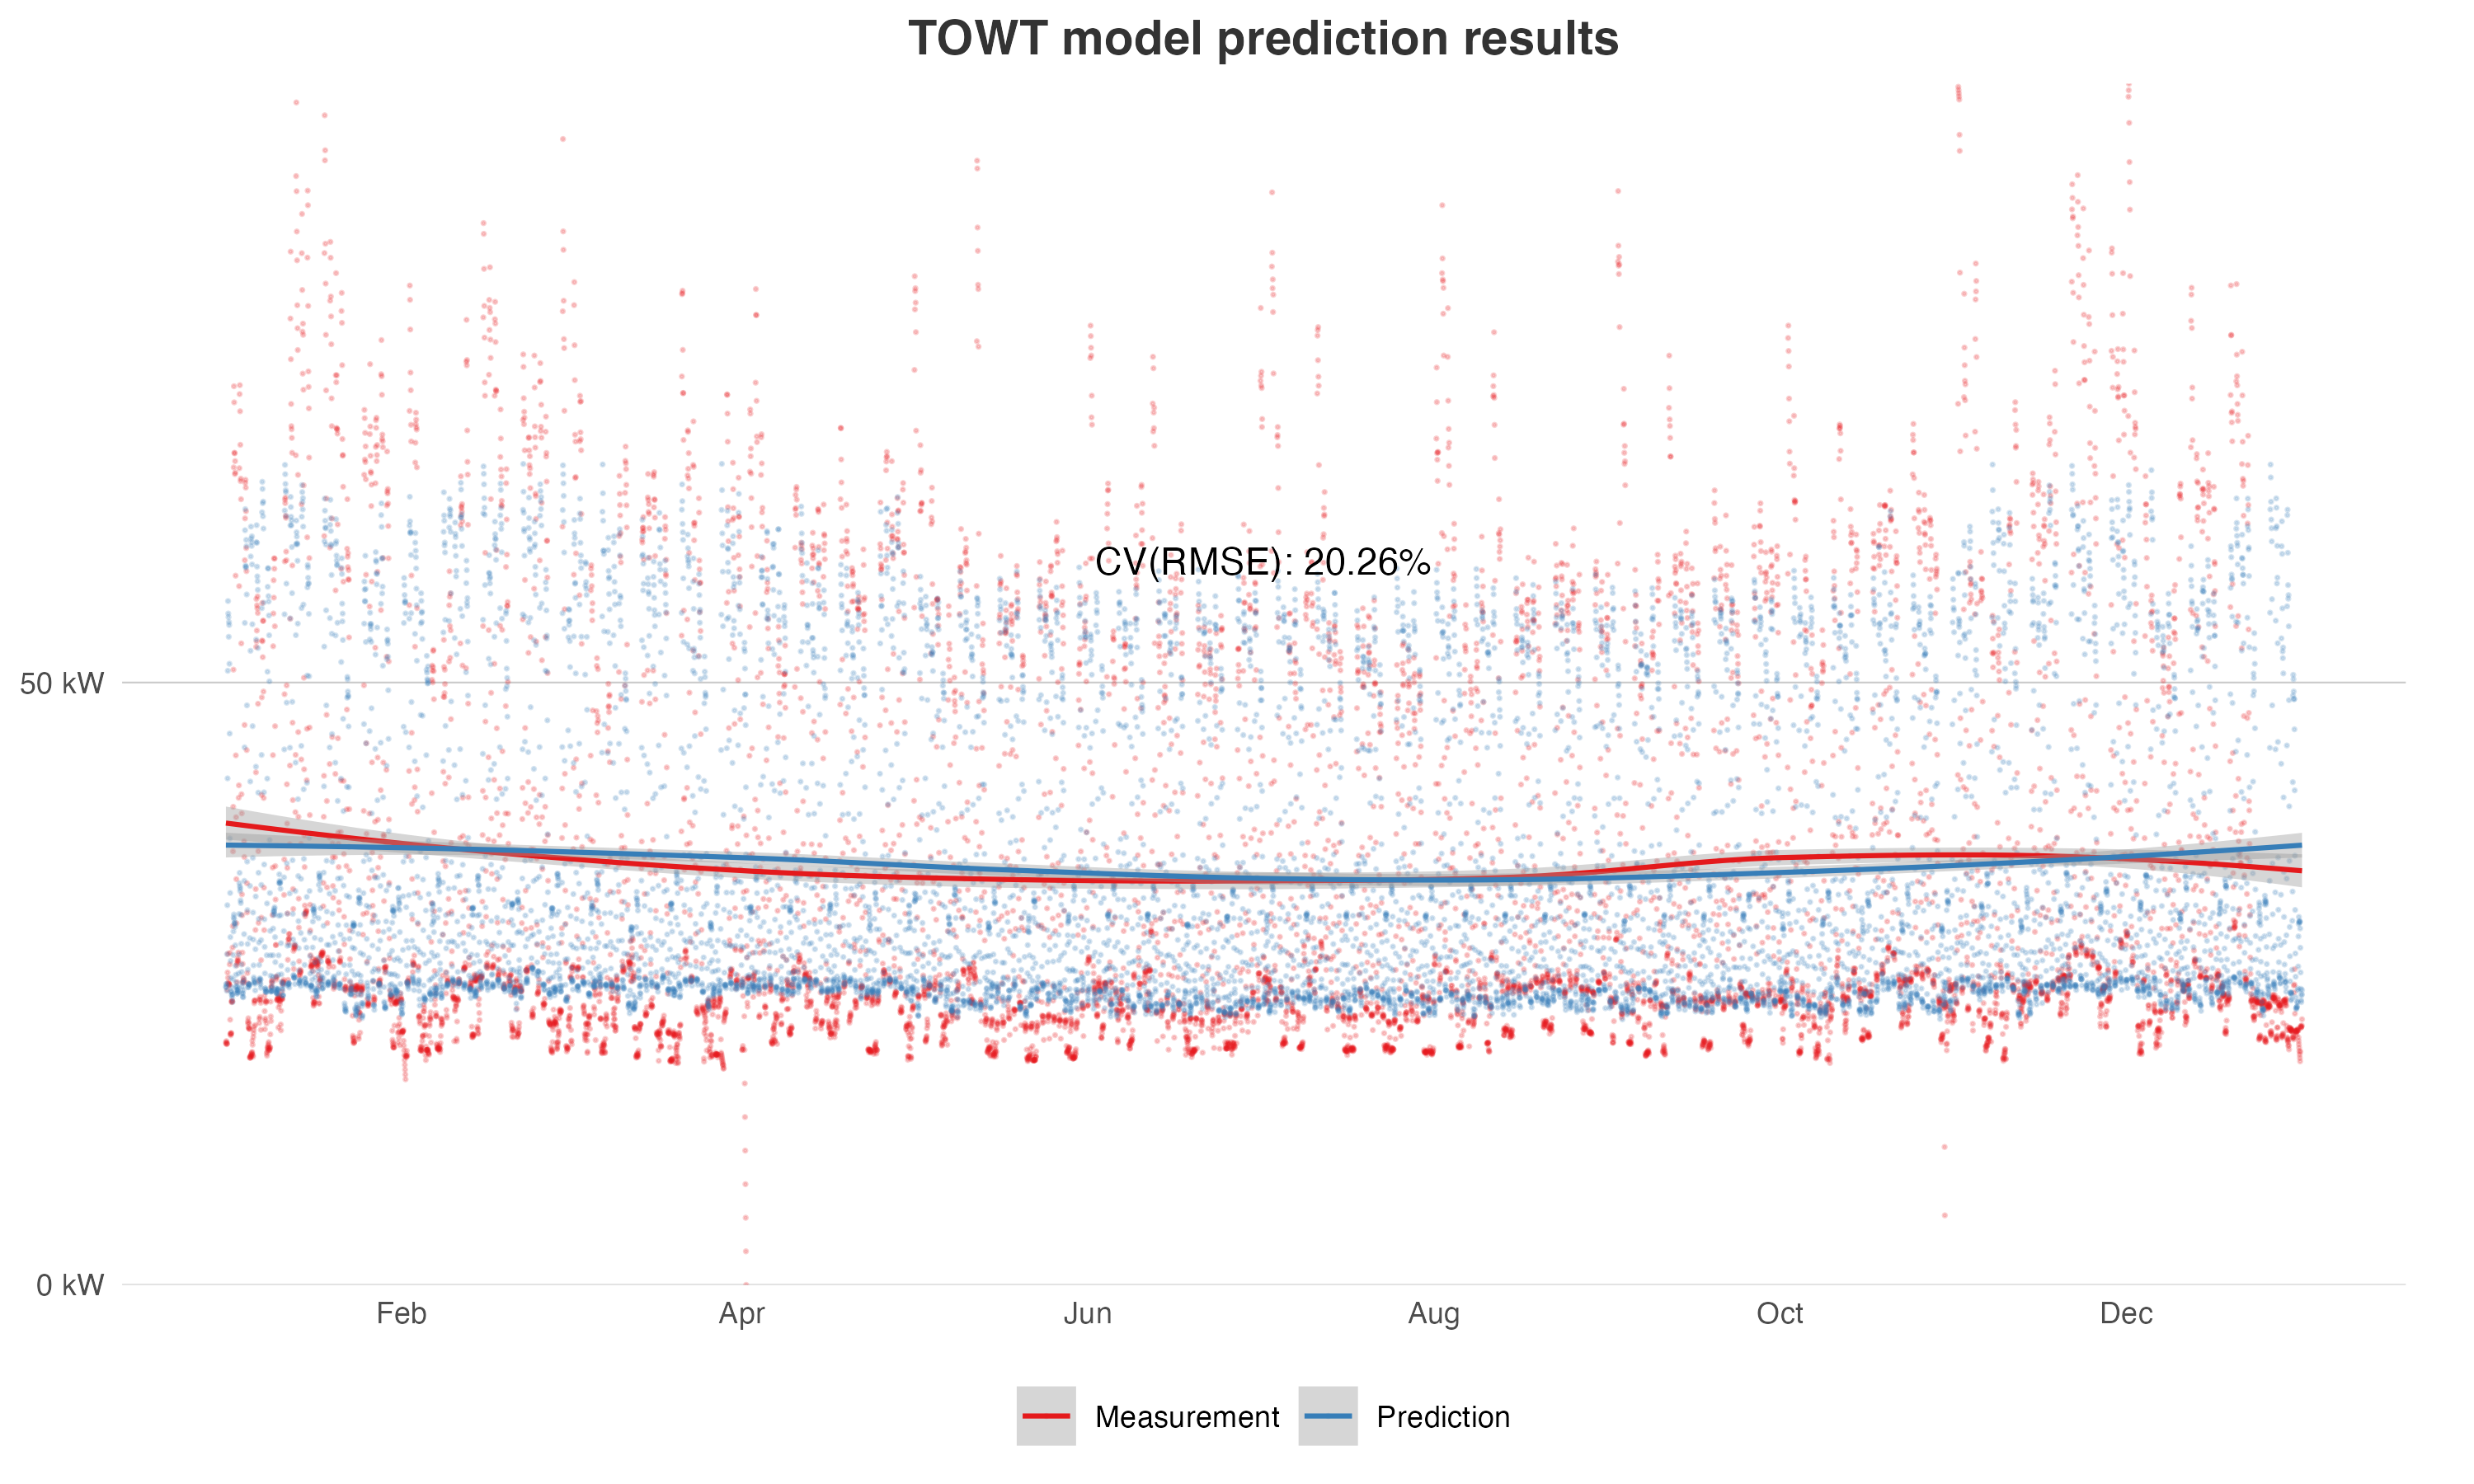 TOWT model prediction results
CV(RMSE): 20.26%
50 kW
0 kW
Feb Apr Jun Aug Oct Dec
Measurement Prediction